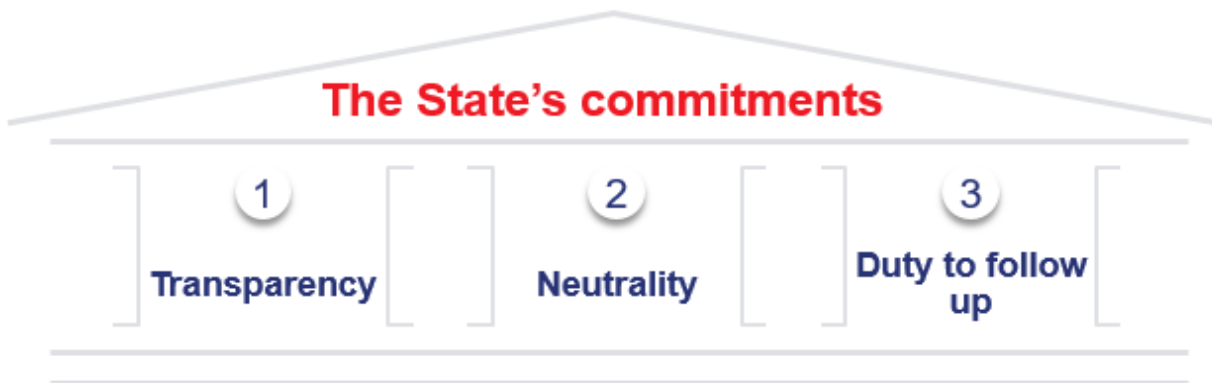 The State’s commitments
1
2
3
Transparency
Neutrality
Duty to follow
up